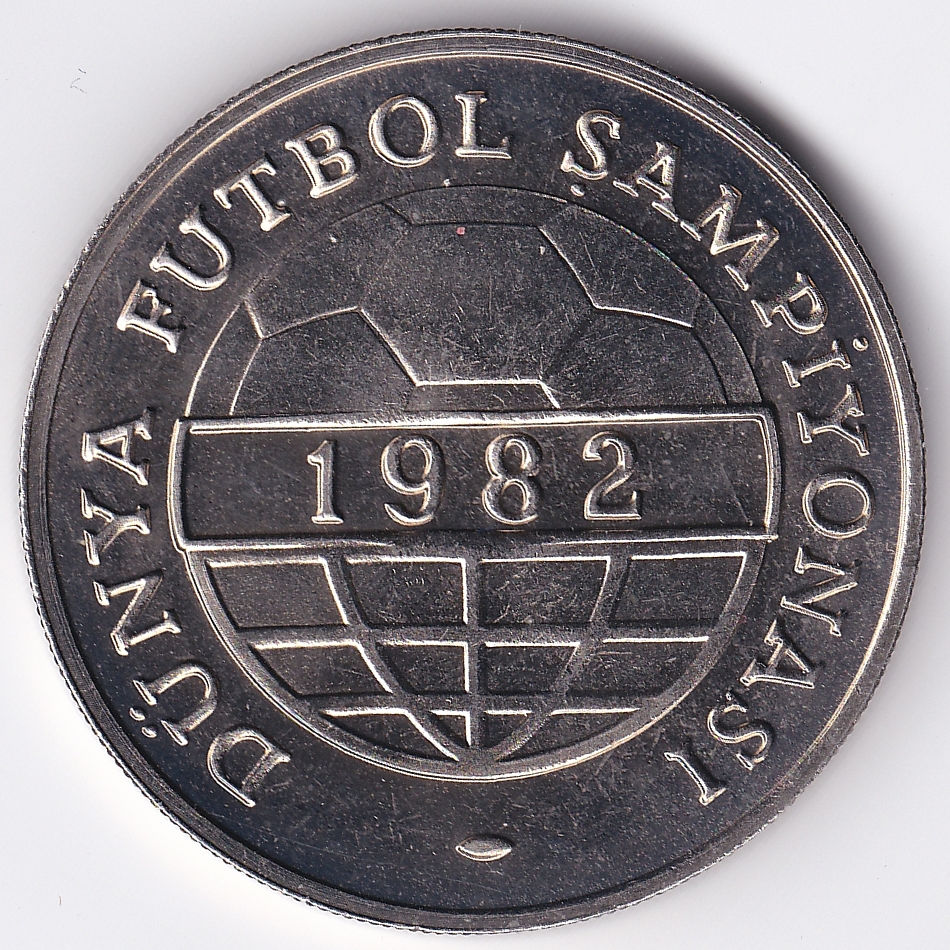 DÜNYA FUTBOL ŞAMPİYONASI
1982